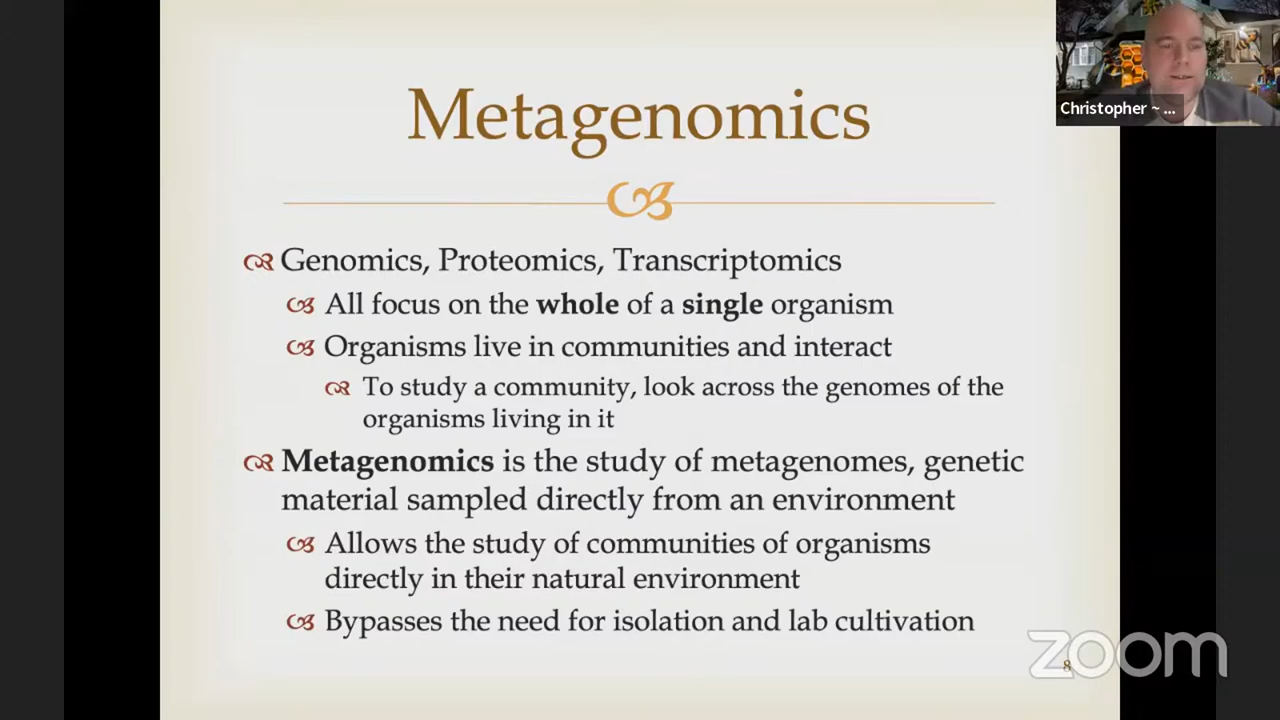 Metagenomics
Genomics, Proteomics, Transcriptomics
All focus on the whole of a single organism
Organisms live in communities and interact
To study a community, look across the genomes of the
organisms living in it
Metagenomics is the study of metagenomes, genetic
material sampled directly from an environment
Allows the study of communities of organisms
directly in their natural environment
Bypasses the need for isolation and lab cultivation
8
Christopher ~ ...
zoom